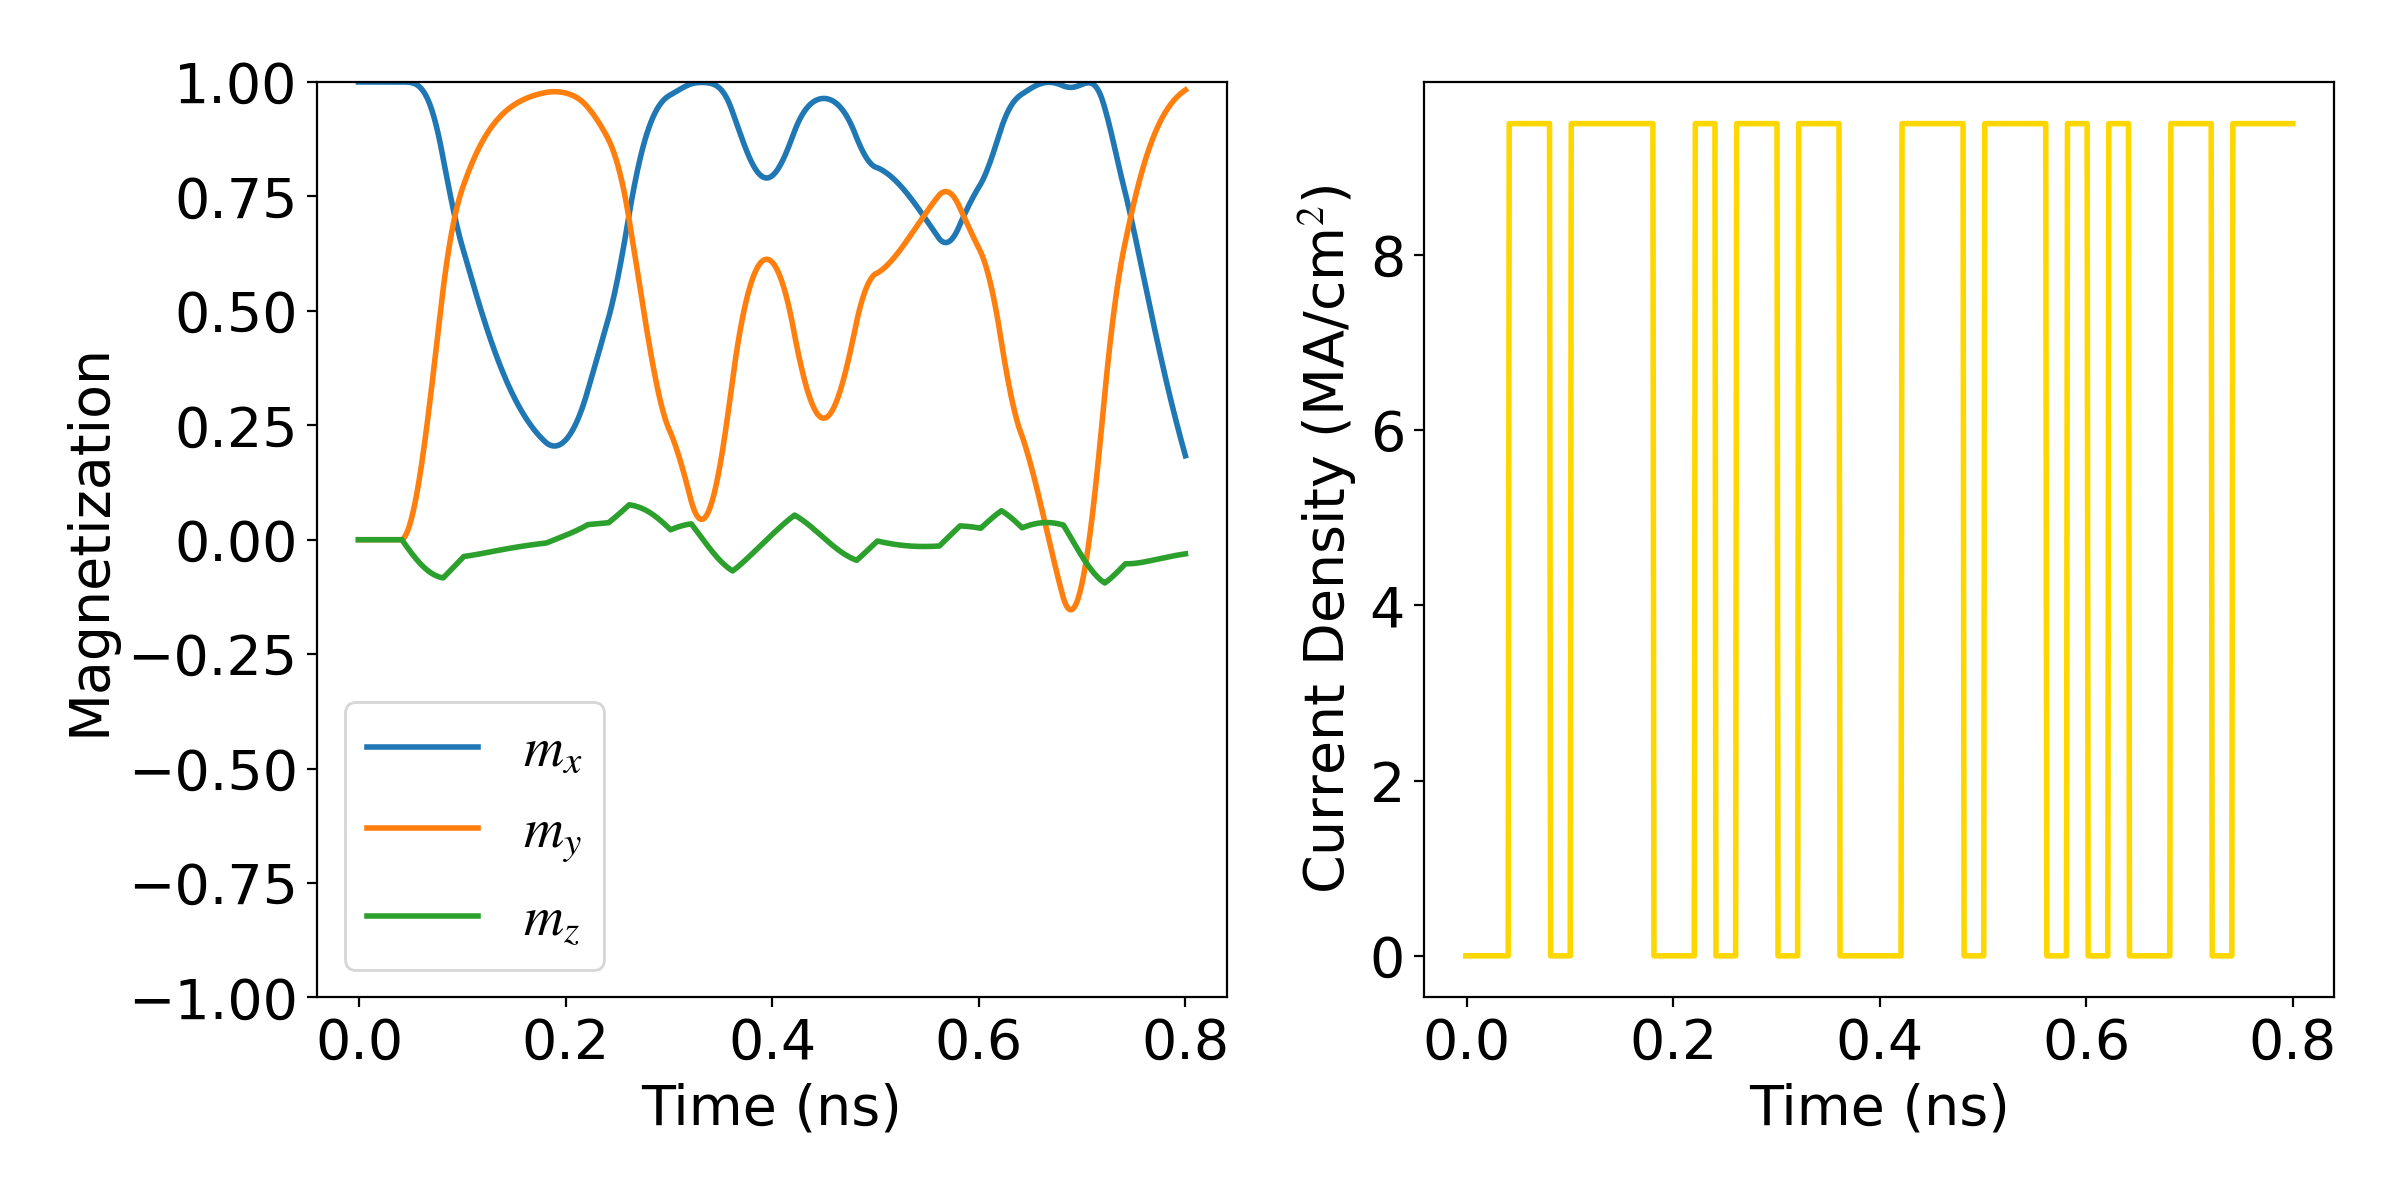 Magnetization
1.00
0.75
0.50
0.25
0.00
−0.25
−0.50
−0.75
−1.00
m_x
m_y
m_z
0.0 0.2 0.4 0.6 0.8
Time (ns)
Current Density (MA/cm²)
8
6
4
2
0
0.0 0.2 0.4 0.6 0.8
Time (ns)